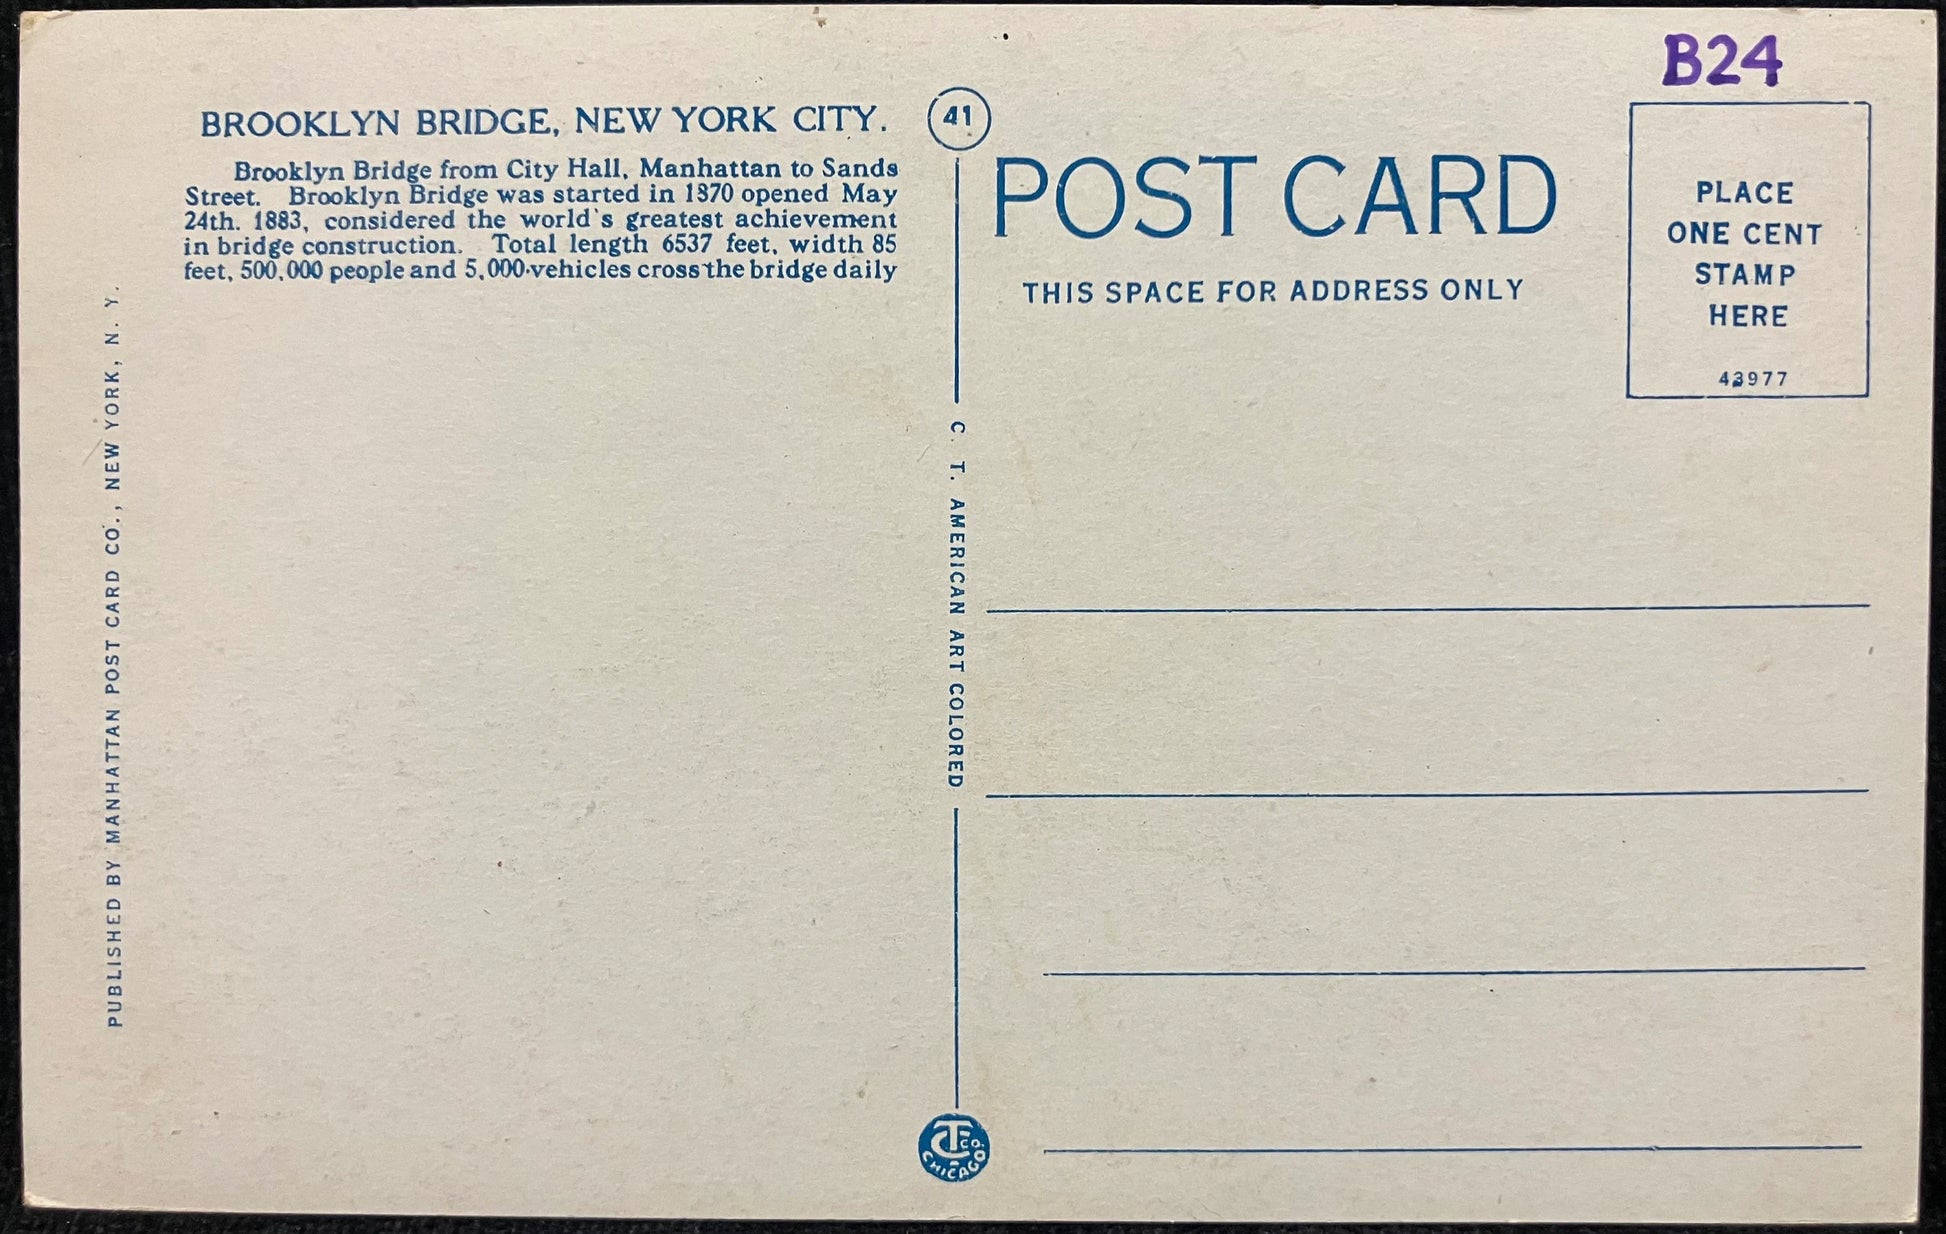 B24
BROOKLYN BRIDGE, NEW YORK CITY.
Brooklyn Bridge from City Hall, Manhattan to Sands
Street. Brooklyn Bridge was started in 1870 opened May
24th. 1883, considered the world's greatest achievement
in bridge construction. Total length 6537 feet, width 85
feet, 500,000 people and 5,000 vehicles cross the bridge daily
PUBLISHED BY MANHATTAN POST CARD CO., NEW YORK, N. Y.
41
C. T. AMERICAN ART COLORED
CT CO.
CHICAGO
POST CARD
THIS SPACE FOR ADDRESS ONLY
PLACE
ONE CENT
STAMP
HERE
43977